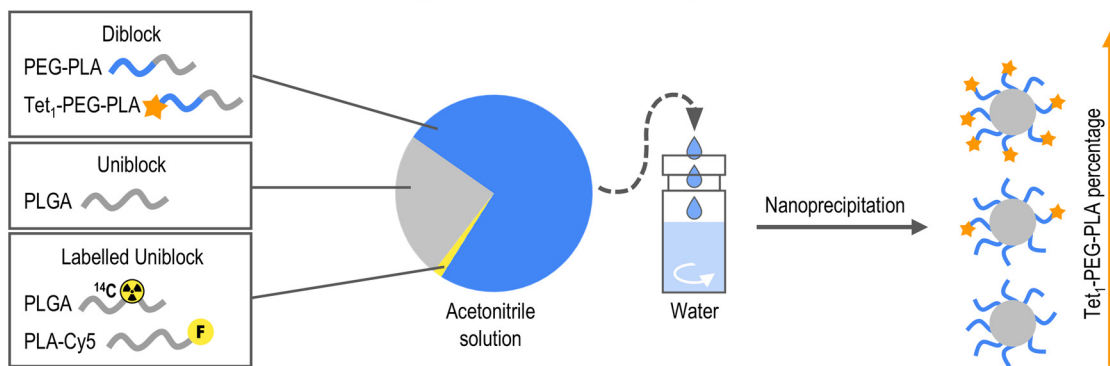 Diblock
PEG-PLA
Tet₁-PEG-PLA
Uniblock
PLGA
Labelled Uniblock
¹⁴C
PLGA
PLA-Cy5
F
Acetonitrile
solution
Water
Nanoprecipitation
Tet₁-PEG-PLA percentage